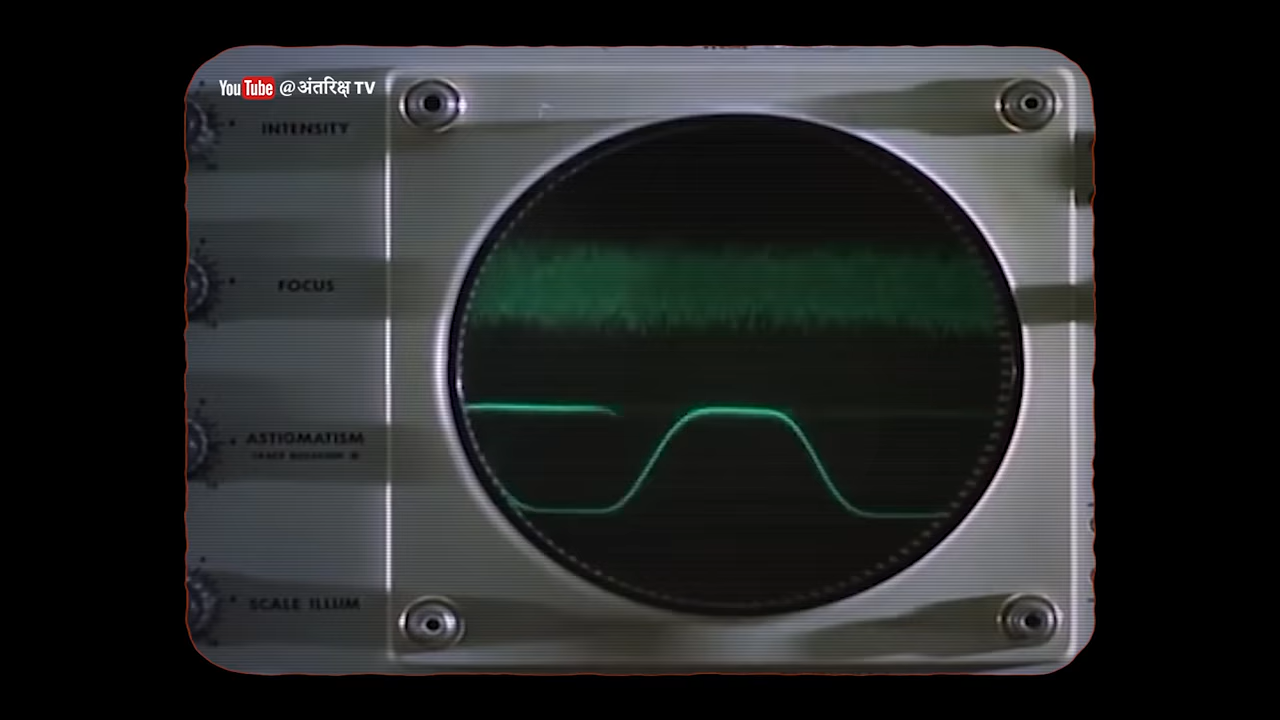 YouTube @अंतरिक्ष TV
INTENSITY
FOCUS
ASTIGMATISM
SCALE ILLUM